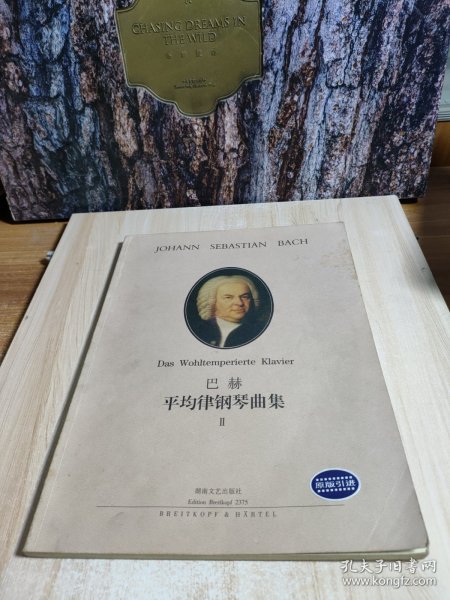 CHASING DREAMS IN
THE WILD
JOHANN SEBASTIAN BACH
Das Wohltemperierte Klavier
巴赫
平均律钢琴曲集
II
原版引进
湖南文艺出版社
Edition Breitkopf 2375
BREITKOPF & HÄRTEL
孔夫子旧书网
www.kongfz.com